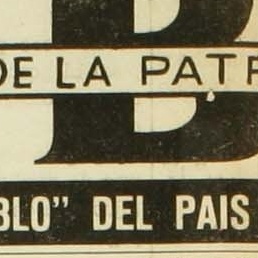 B
DE LA PATR
BLO" DEL PAIS